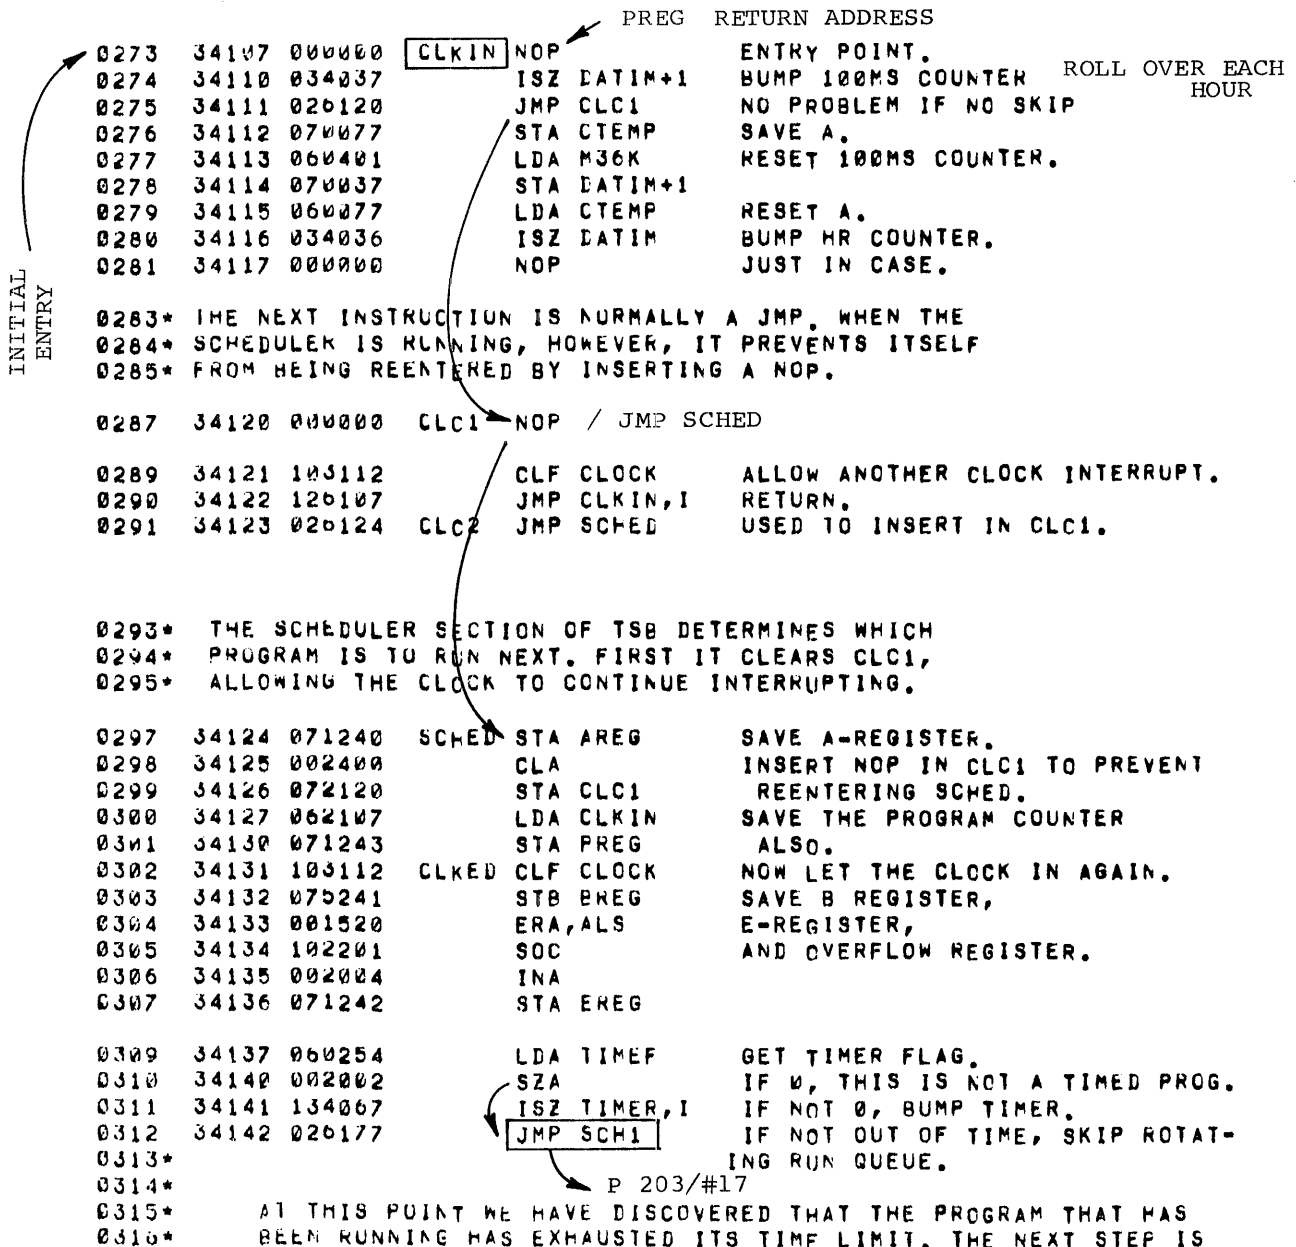 PREG RETURN ADDRESS
0273 34107 000000 CLKIN NOP ENTRY POINT.
0274 34110 034037 ISZ DATIM+1 BUMP 100MS COUNTER ROLL OVER EACH
HOUR
0275 34111 026120 JMP CLC1 NO PROBLEM IF NO SKIP
0276 34112 070077 STA CTEMP SAVE A.
0277 34113 060401 LDA M36K RESET 100MS COUNTER.
0278 34114 070037 STA DATIM+1
0279 34115 060077 LDA CTEMP RESET A.
0280 34116 034036 ISZ DATIM BUMP HR COUNTER.
0281 34117 000000 NOP JUST IN CASE.
INITIAL
ENTRY
0283* THE NEXT INSTRUCTION IS NORMALLY A JMP. WHEN THE
0284* SCHEDULER IS RUNNING, HOWEVER, IT PREVENTS ITSELF
0285* FROM BEING REENTERED BY INSERTING A NOP.
0287 34120 000000 CLC1 NOP / JMP SCHED
0289 34121 103112 CLF CLOCK ALLOW ANOTHER CLOCK INTERRUPT.
0290 34122 126107 JMP CLKIN,I RETURN.
0291 34123 026124 CLC2 JMP SCHED USED TO INSERT IN CLC1.
0293* THE SCHEDULER SECTION OF TSB DETERMINES WHICH
0294* PROGRAM IS TO RUN NEXT. FIRST IT CLEARS CLC1,
0295* ALLOWING THE CLOCK TO CONTINUE INTERRUPTING.
0297 34124 071240 SCHED STA AREG SAVE A-REGISTER.
0298 34125 002400 CLA INSERT NOP IN CLC1 TO PREVENT
0299 34126 072120 STA CLC1 REENTERING SCHED.
0300 34127 062107 LDA CLKIN SAVE THE PROGRAM COUNTER
0301 34130 071243 STA PREG ALSO.
0302 34131 103112 CLKED CLF CLOCK NOW LET THE CLOCK IN AGAIN.
0303 34132 075241 STB BREG SAVE B REGISTER,
0304 34133 001520 ERA,ALS E-REGISTER,
0305 34134 102201 SOC AND OVERFLOW REGISTER.
0306 34135 002004 INA
0307 34136 071242 STA EREG
0309 34137 060254 LDA TIMEF GET TIMER FLAG.
0310 34140 002002 SZA IF 0, THIS IS NOT A TIMED PROG.
0311 34141 134067 ISZ TIMER,I IF NOT 0, BUMP TIMER.
0312 34142 026177 JMP SCH1 IF NOT OUT OF TIME, SKIP ROTAT-
0313* ING RUN QUEUE.
0314* P 203/#17
0315* AT THIS POINT WE HAVE DISCOVERED THAT THE PROGRAM THAT HAS
0316* BEEN RUNNING HAS EXHAUSTED ITS TIME LIMIT. THE NEXT STEP IS